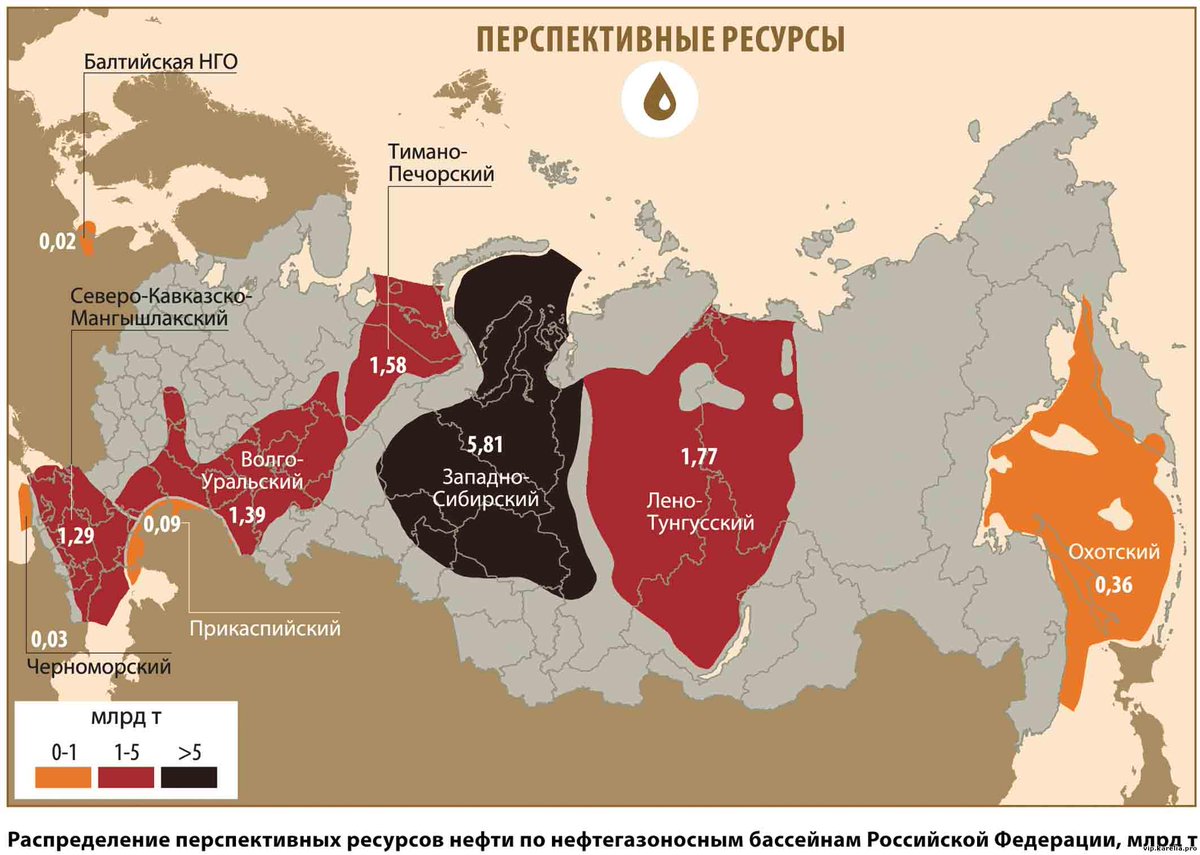 ПЕРСПЕКТИВНЫЕ РЕСУРСЫ
Балтийская НГО
0,02
Тимано-
Печорский
1,58
Северо-Кавказско-
Мангышлакский
1,29
Волго-
Уральский
1,39
0,09
Прикаспийский
0,03
Черноморский
5,81
Западно-
Сибирский
1,77
Лено-
Тунгусский
Охотский
0,36
млрд т
0-1 1-5 >5
Распределение перспективных ресурсов нефти по нефтегазоносным бассейнам Российской Федерации, млрд т
vip.karelia.pro